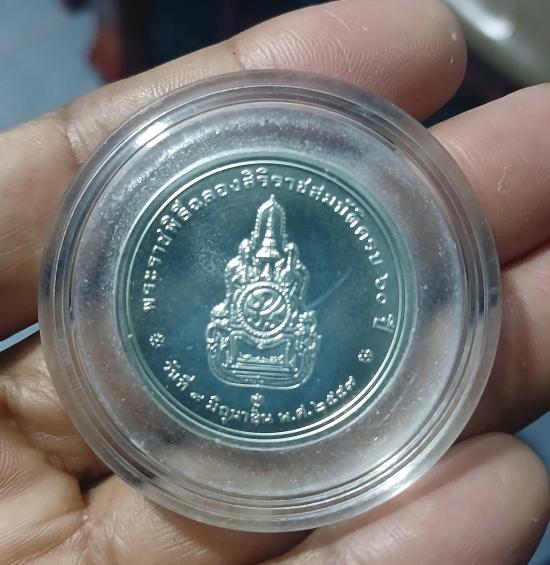 พระราชพิธีฉลองสิริราชสมบัติครบ ๖๐ ปี
วันที่ ๙ มิถุนายน พ.ศ.๒๕๔๙